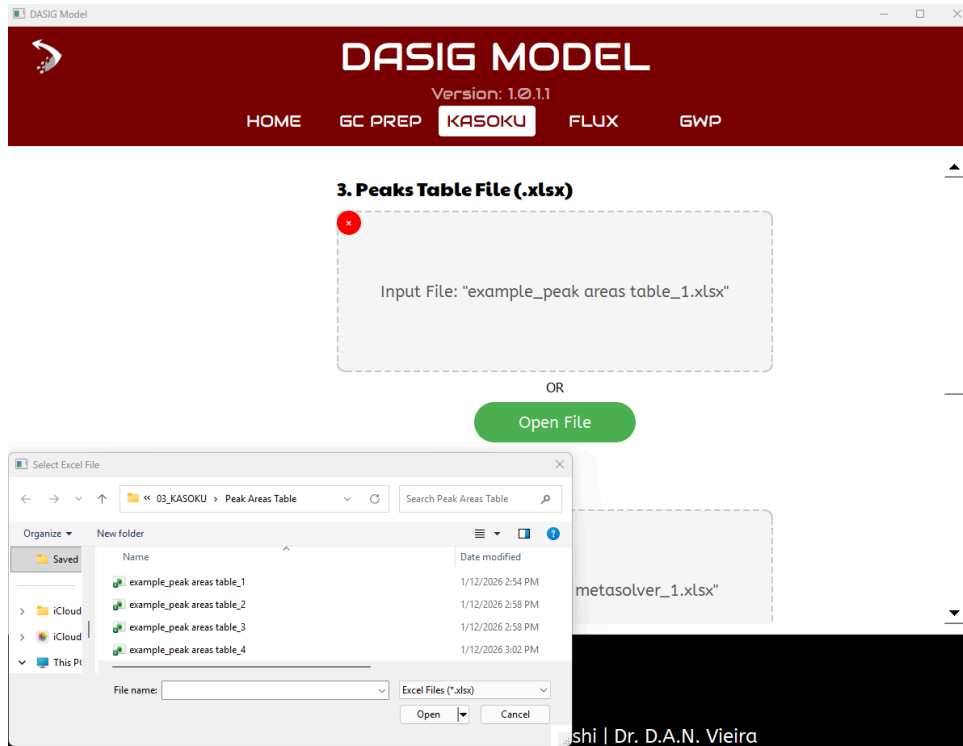 DASIG Model
DASIG MODEL
Version: 1.0.1.1
HOME GC PREP KASOKU FLUX GWP
3. Peaks Table File (.xlsx)
×
Input File: "example_peak areas table_1.xlsx"
OR
Open File
metasolver_1.xlsx"
Select Excel File
« 03_KASOKU › Peak Areas Table
Search Peak Areas Table
Organize New folder
Saved
iCloud
iCloud
This PC
Name Date modified
example_peak areas table_1 1/12/2026 2:54 PM
example_peak areas table_2 1/12/2026 2:58 PM
example_peak areas table_3 1/12/2026 2:58 PM
example_peak areas table_4 1/12/2026 3:02 PM
File name: Excel Files (*.xlsx)
Open Cancel
shi | Dr. D.A.N. Vieira